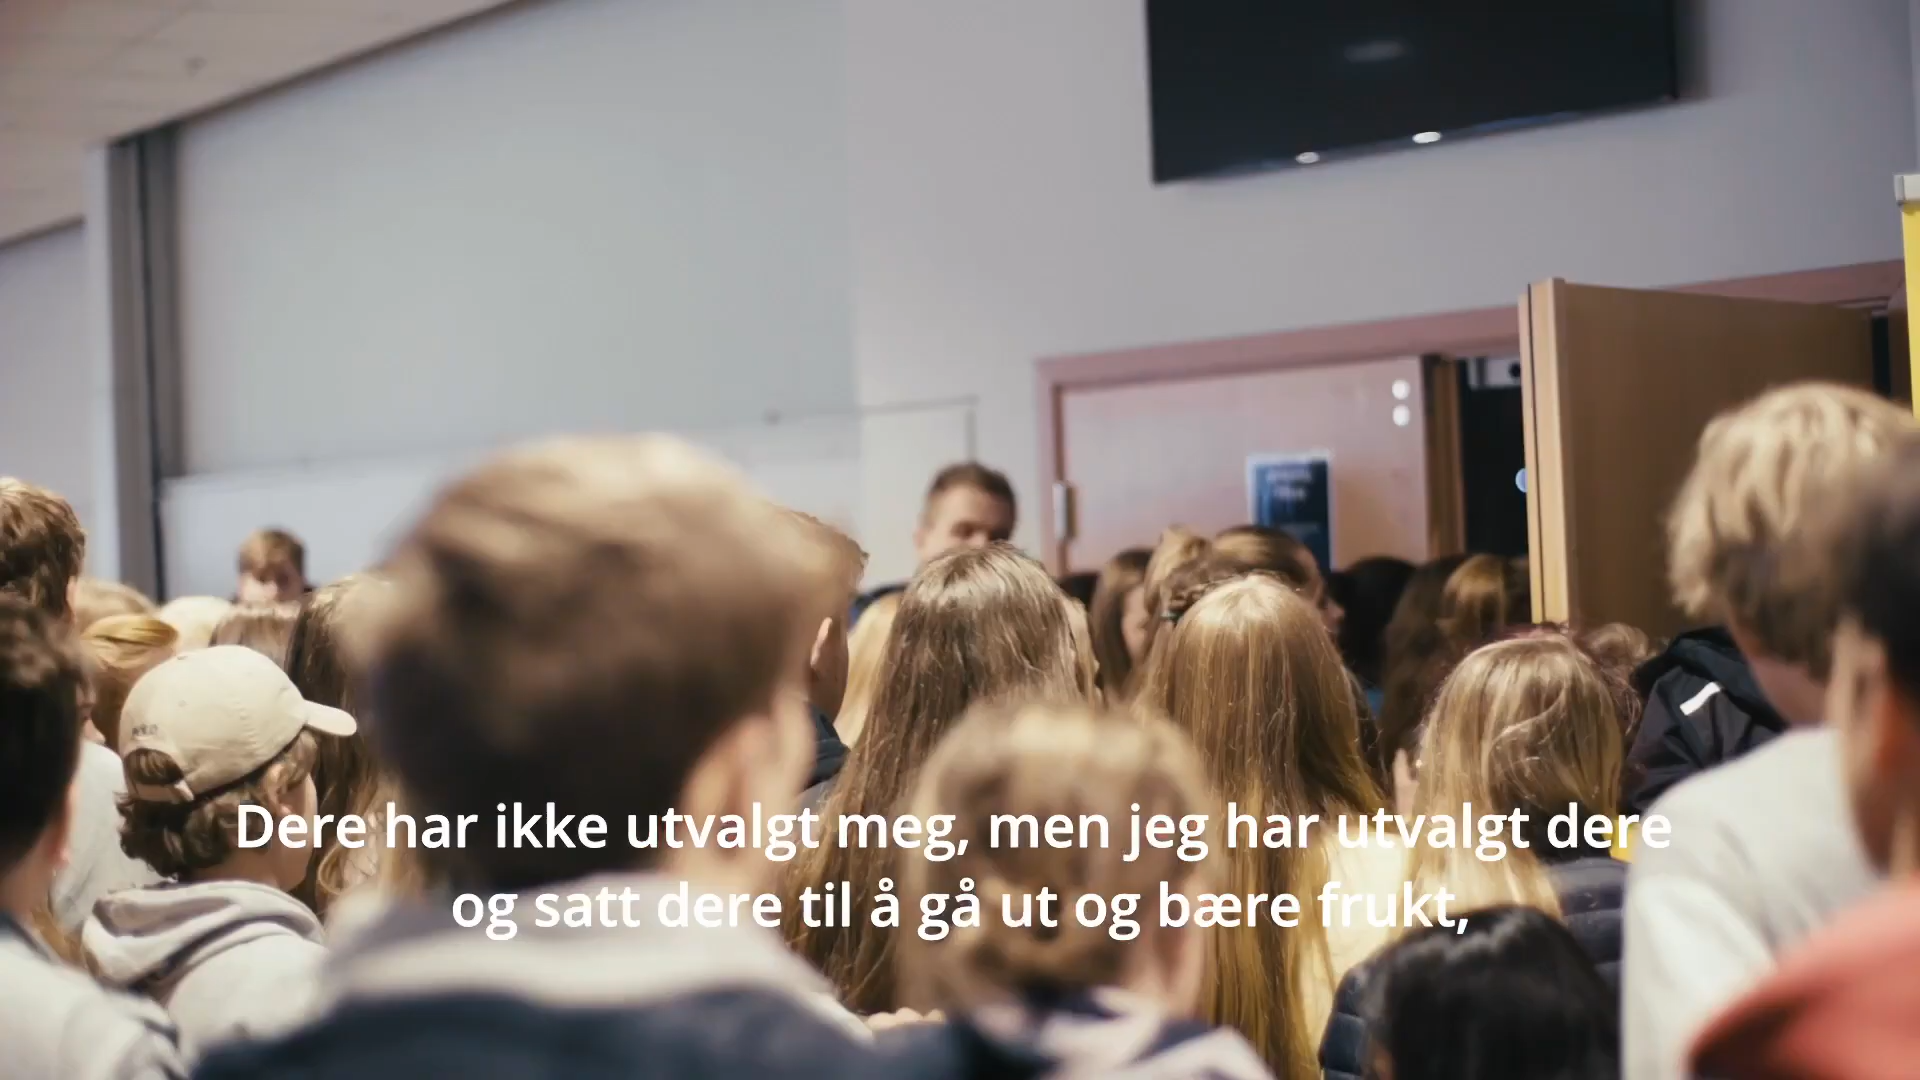 Dere har ikke utvalgt meg, men jeg har utvalgt dere
og satt dere til å gå ut og bære frukt,